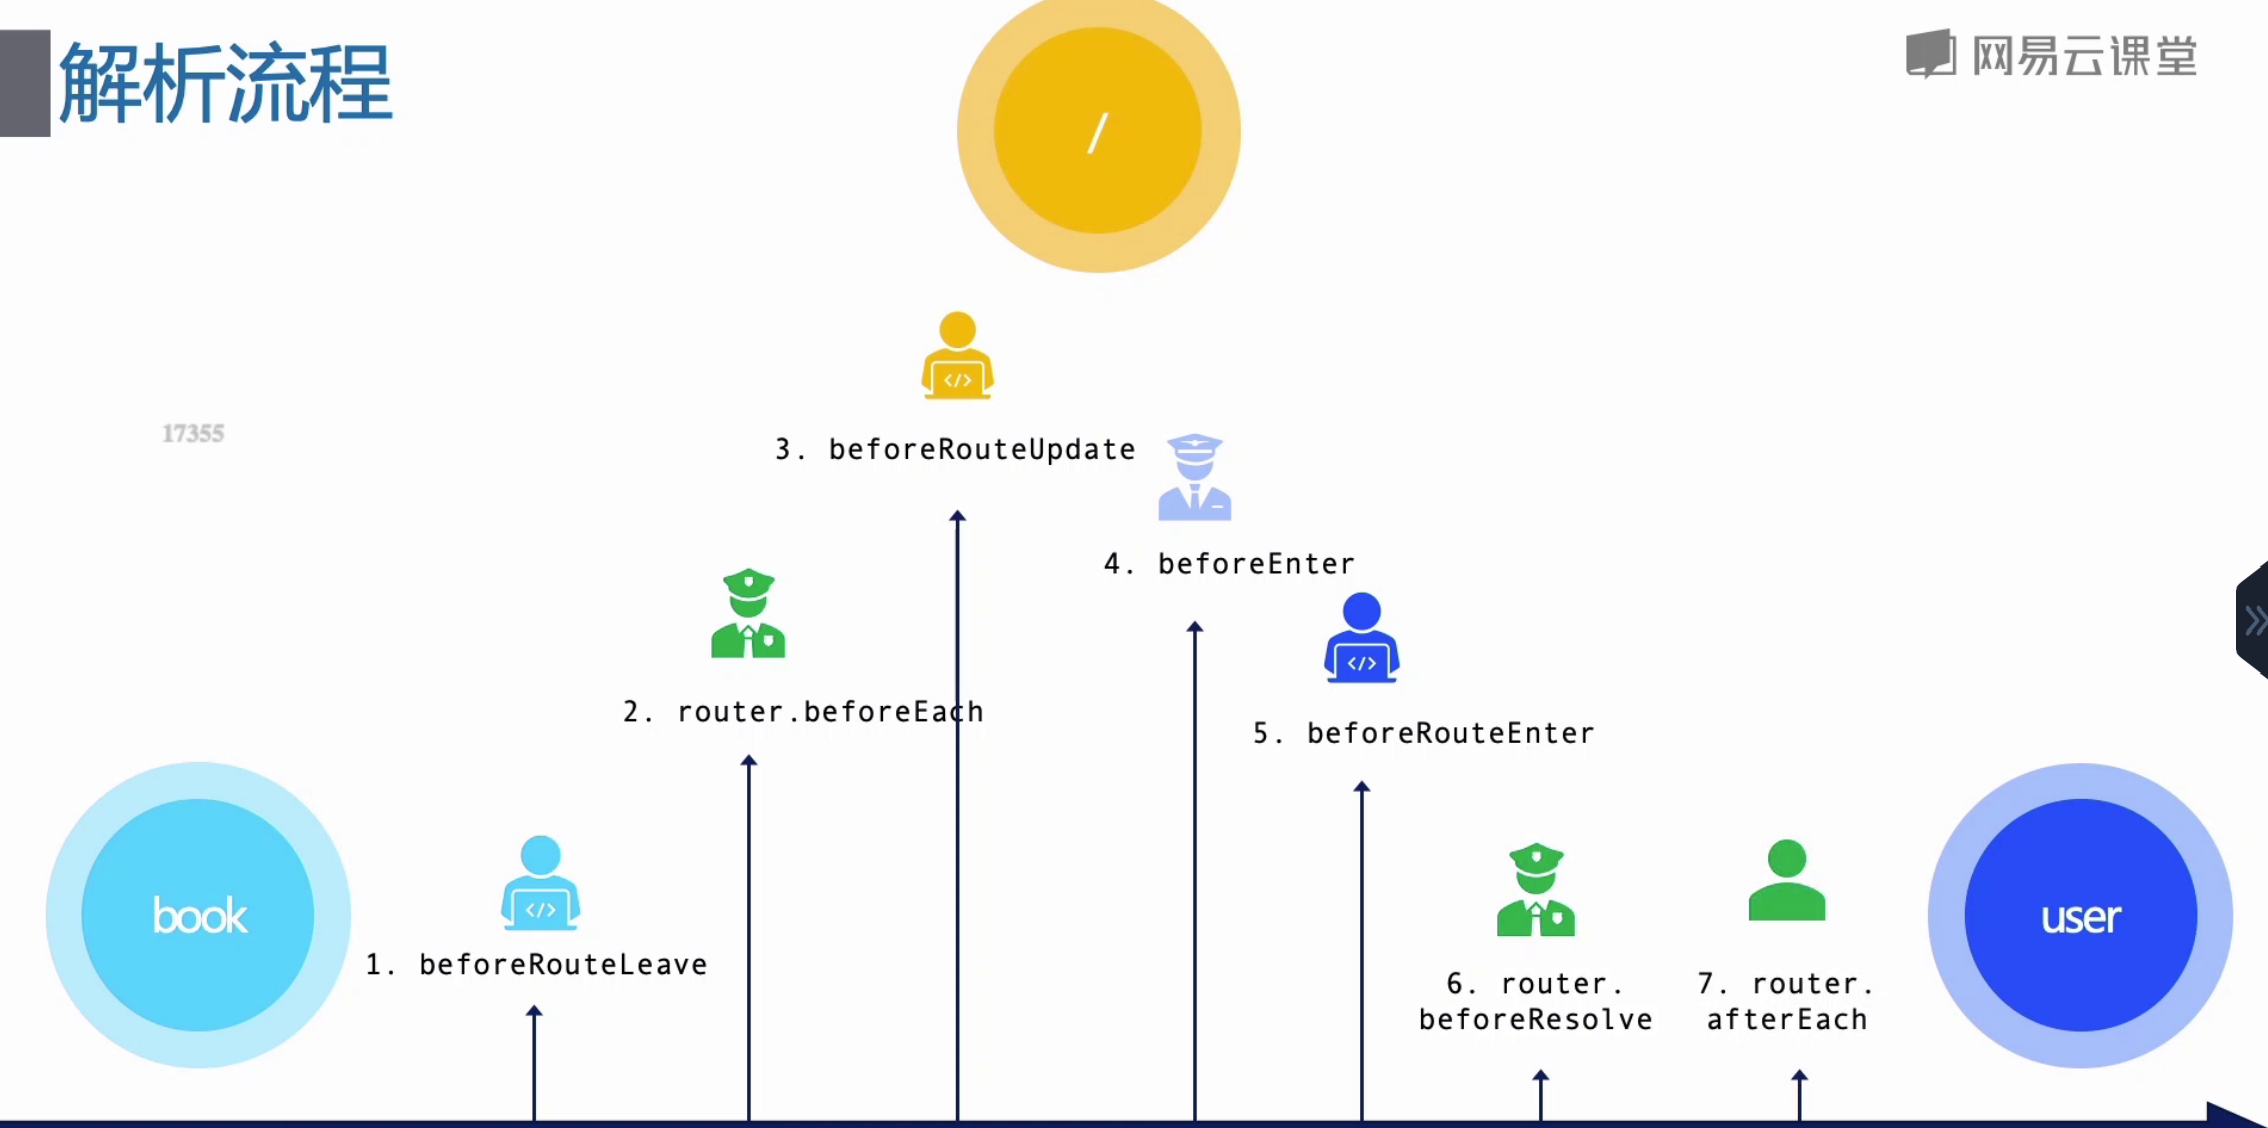 解析流程
网易云课堂
/
</>
3. beforeRouteUpdate
17355
4. beforeEnter
</>
2. router.beforeEach
5. beforeRouteEnter
book
</>
1. beforeRouteLeave
6. router.
beforeResolve
7. router.
afterEach
user